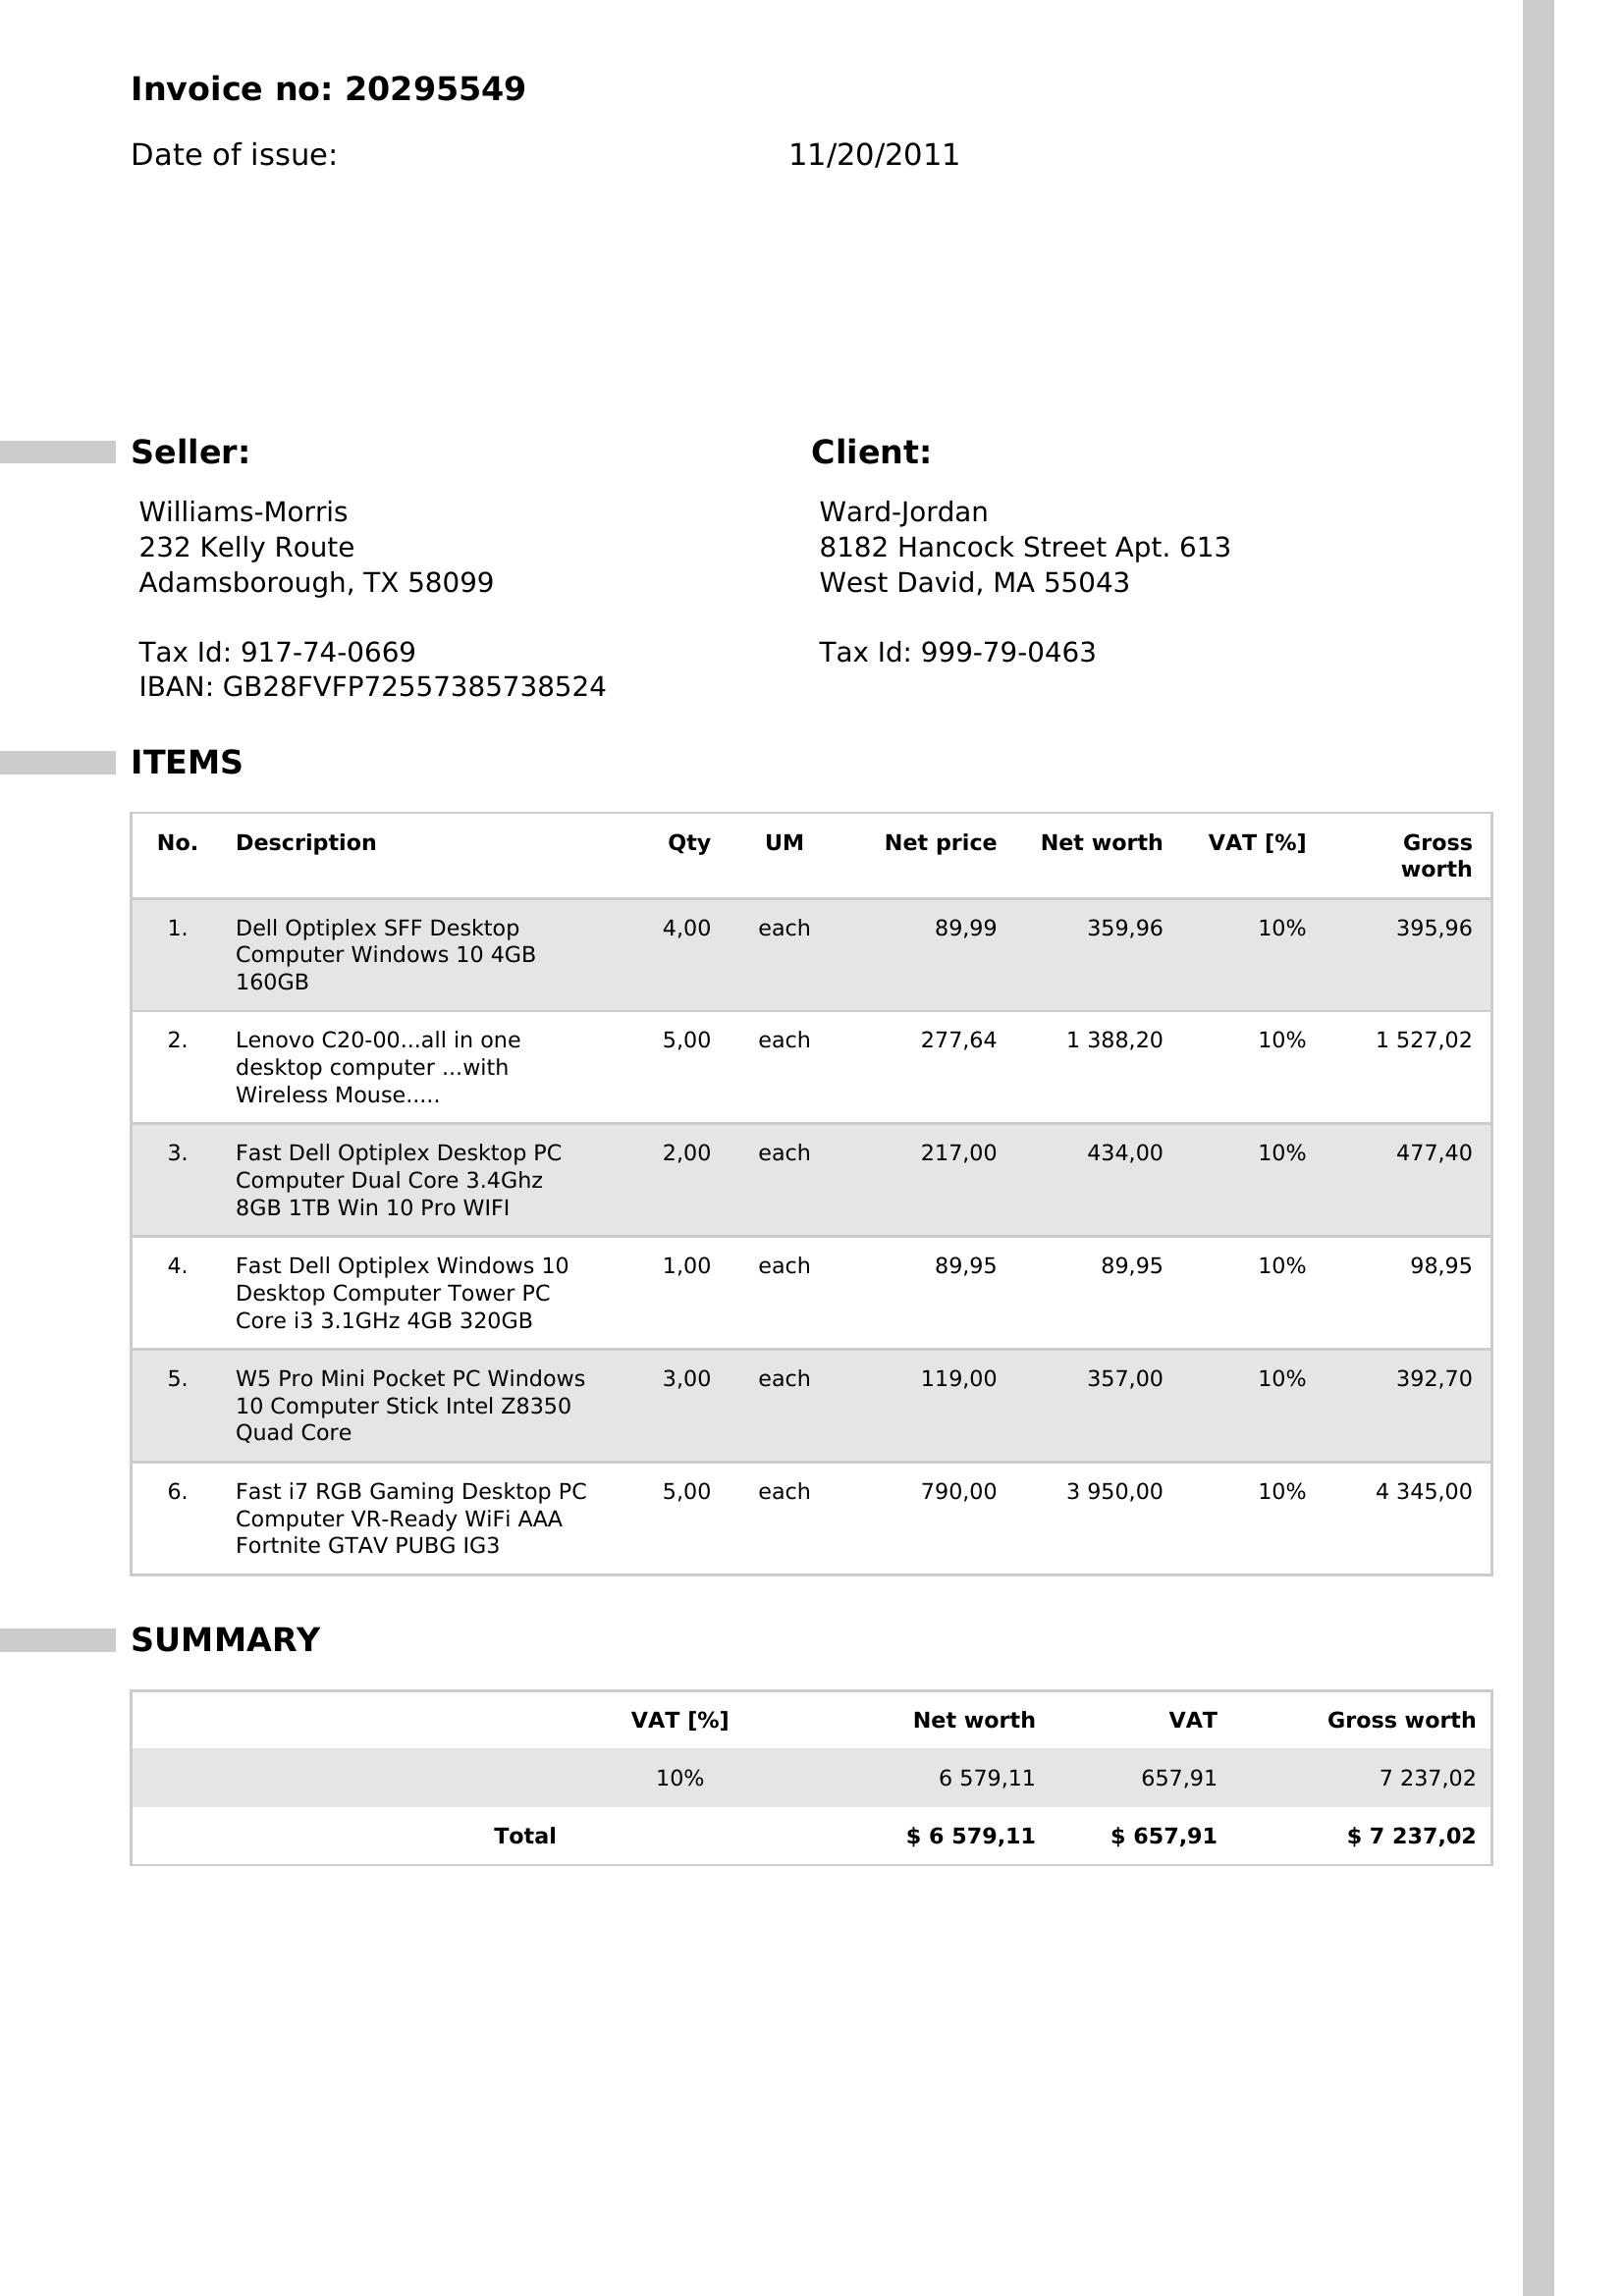 Invoice no: 20295549
Date of issue: 11/20/2011
Seller:
Williams-Morris
232 Kelly Route
Adamsborough, TX 58099
Tax Id: 917-74-0669
IBAN: GB28FVFP72557385738524
Client:
Ward-Jordan
8182 Hancock Street Apt. 613
West David, MA 55043
Tax Id: 999-79-0463
ITEMS
No. Description Qty UM Net price Net worth VAT [%] Gross
worth
1. Dell Optiplex SFF Desktop 4,00 each 89,99 359,96 10% 395,96
Computer Windows 10 4GB
160GB
2. Lenovo C20-00...all in one 5,00 each 277,64 1 388,20 10% 1 527,02
desktop computer ...with
Wireless Mouse.....
3. Fast Dell Optiplex Desktop PC 2,00 each 217,00 434,00 10% 477,40
Computer Dual Core 3.4Ghz
8GB 1TB Win 10 Pro WIFI
4. Fast Dell Optiplex Windows 10 1,00 each 89,95 89,95 10% 98,95
Desktop Computer Tower PC
Core i3 3.1GHz 4GB 320GB
5. W5 Pro Mini Pocket PC Windows 3,00 each 119,00 357,00 10% 392,70
10 Computer Stick Intel Z8350
Quad Core
6. Fast i7 RGB Gaming Desktop PC 5,00 each 790,00 3 950,00 10% 4 345,00
Computer VR-Ready WiFi AAA
Fortnite GTAV PUBG IG3
SUMMARY
VAT [%] Net worth VAT Gross worth
10% 6 579,11 657,91 7 237,02
Total $ 6 579,11 $ 657,91 $ 7 237,02